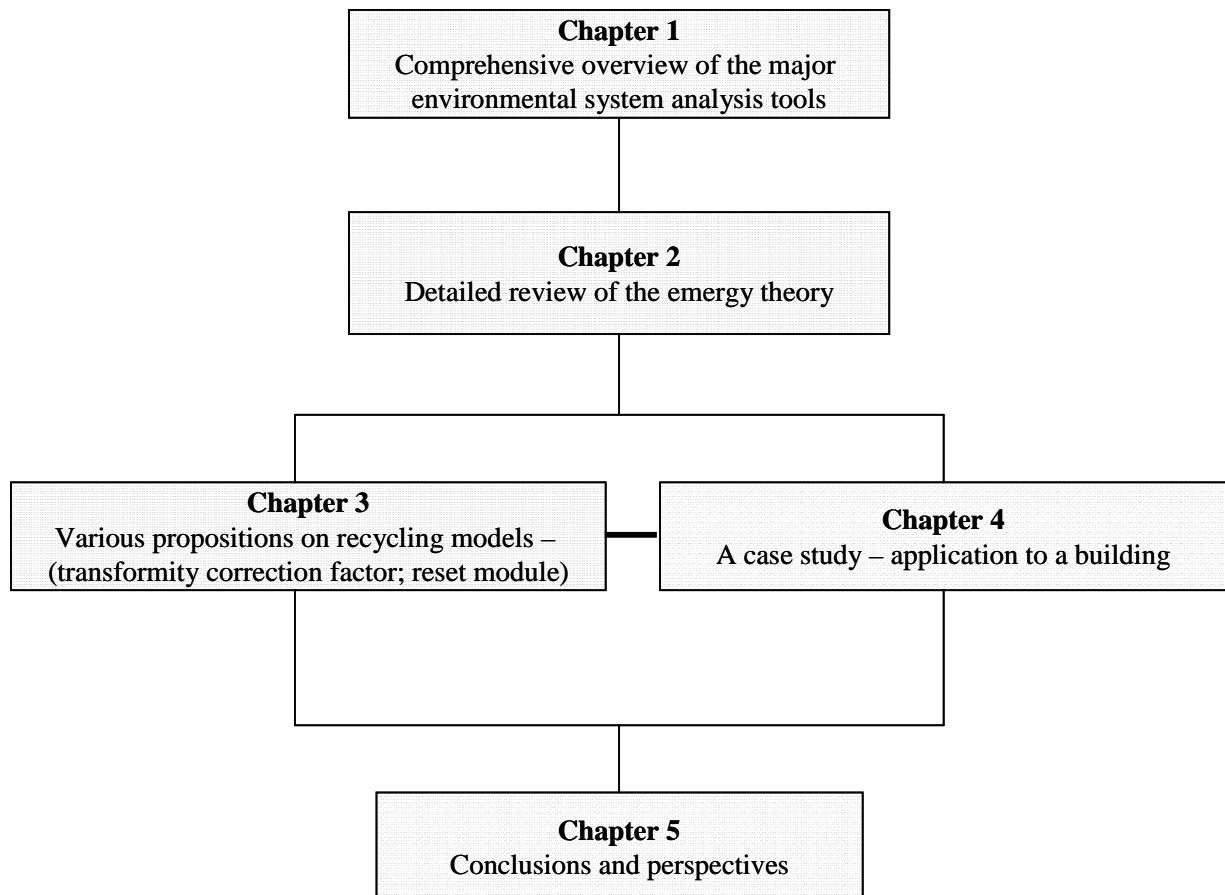 Chapter 1
Comprehensive overview of the major
environmental system analysis tools
Chapter 2
Detailed review of the emergy theory
Chapter 3
Various propositions on recycling models –
(transformity correction factor; reset module)
Chapter 4
A case study – application to a building
Chapter 5
Conclusions and perspectives